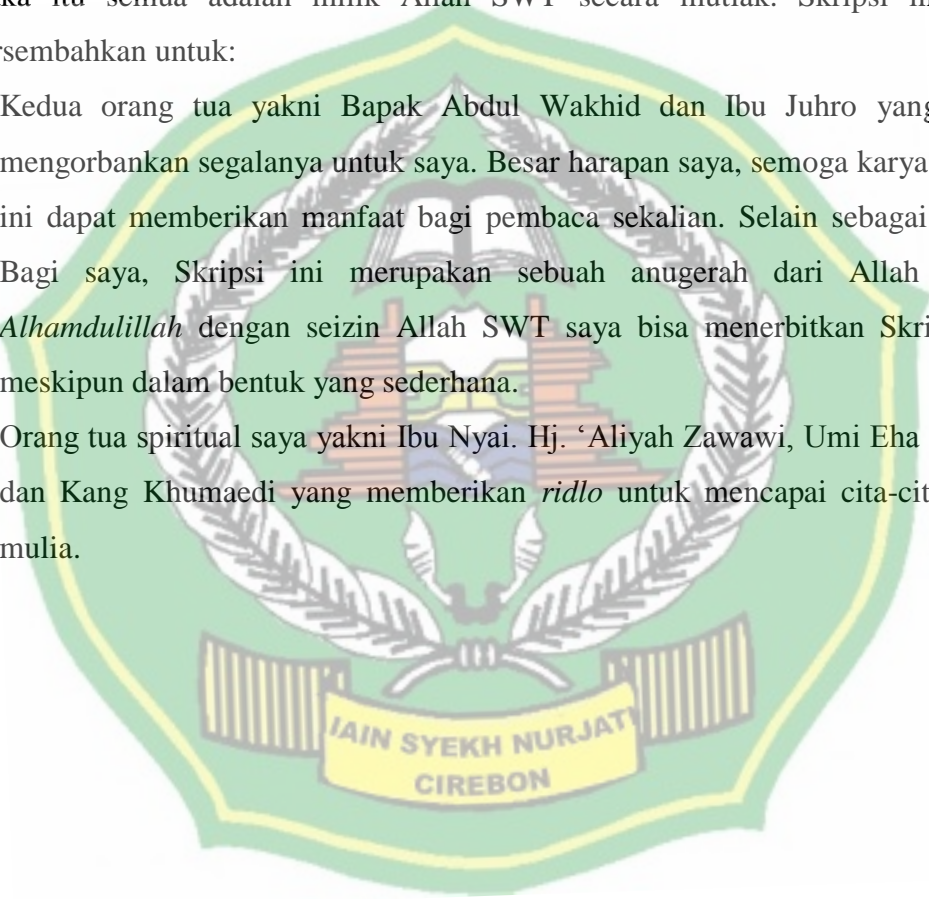 ka itu semua adalah milik Allah SWT secara mutlak. Skripsi
rsembahkan untuk:
Kedua orang tua yakni Bapak Abdul Wakhid dan Ibu Juhro yang
mengorbankan segalanya untuk saya. Besar harapan saya, semoga karya
ini dapat memberikan manfaat bagi pembaca sekalian. Selain sebagai
Bagi saya, Skripsi ini merupakan sebuah anugerah dari Allah
Alhamdulillah dengan seizin Allah SWT saya bisa menerbitkan Skri
meskipun dalam bentuk yang sederhana.
Orang tua spiritual saya yakni Ibu Nyai. Hj. ‘Aliyah Zawawi, Umi Eha
dan Kang Khumaedi yang memberikan ridlo untuk mencapai cita-cit
mulia.
IAIN SYEKH NURJATI
CIREBON